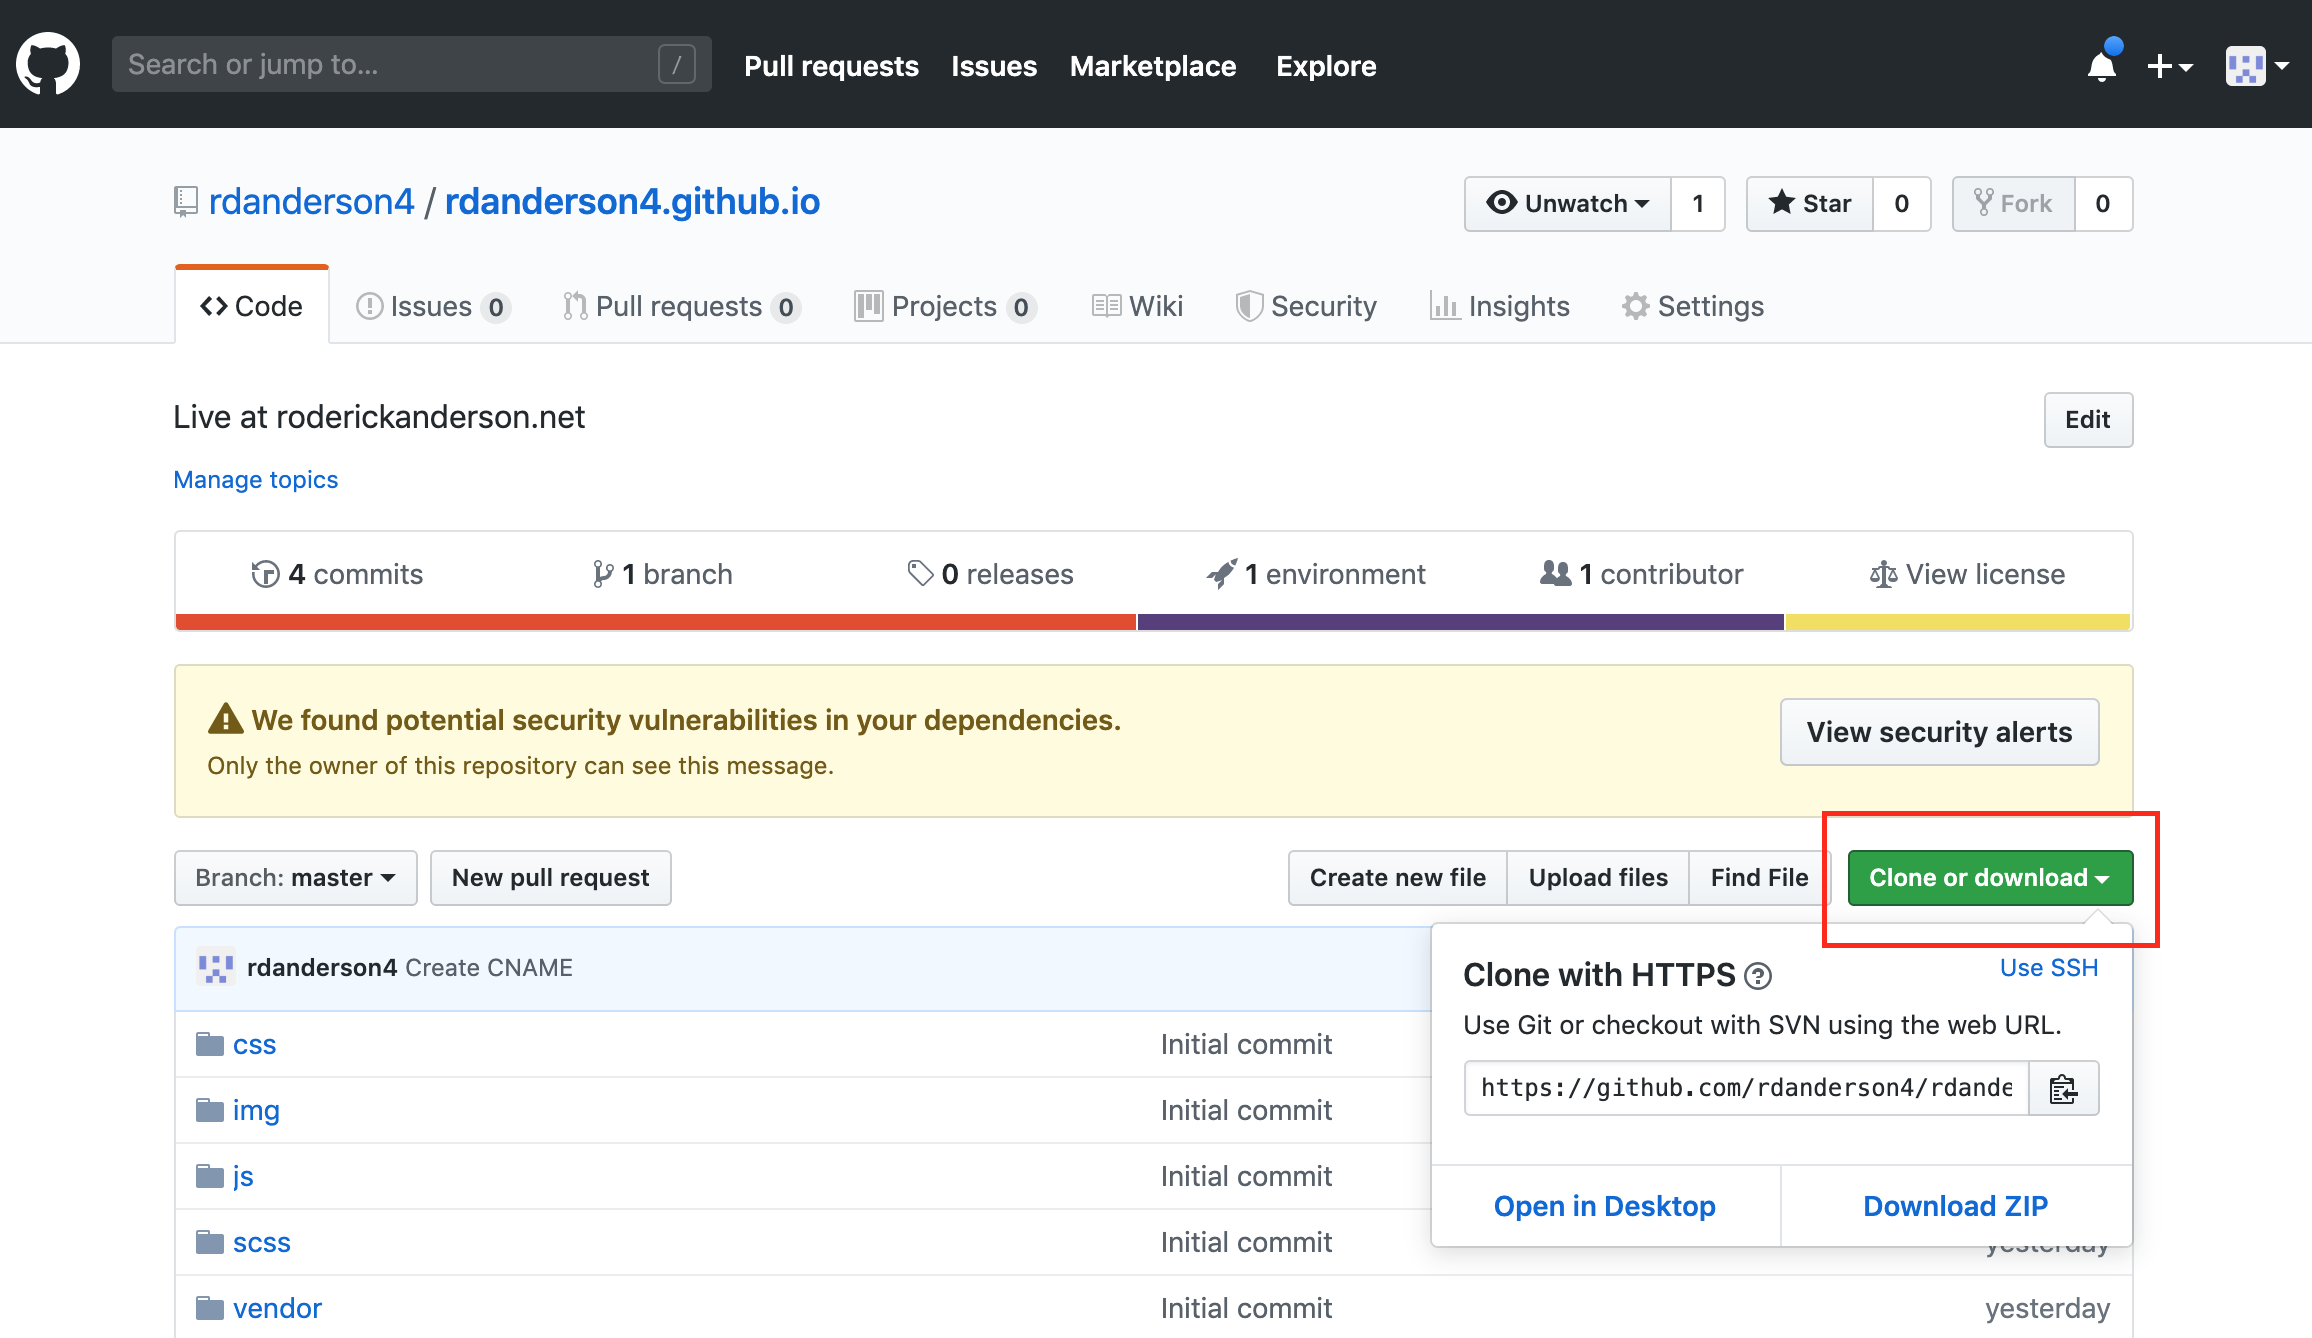 Search or jump to... /
Pull requests Issues Marketplace Explore
rdanderson4 / rdanderson4.github.io
Unwatch 1 Star 0 Fork 0
Code Issues 0 Pull requests 0 Projects 0 Wiki Security Insights Settings
Live at roderickanderson.net
Edit
Manage topics
4 commits 1 branch 0 releases 1 environment 1 contributor View license
We found potential security vulnerabilities in your dependencies.
Only the owner of this repository can see this message.
View security alerts
Branch: master New pull request Create new file Upload files Find File Clone or download
rdanderson4 Create CNAME
Clone with HTTPS ? Use SSH
Use Git or checkout with SVN using the web URL.
https://github.com/rdanderson4/rdande
Open in Desktop Download ZIP
css Initial commit
img Initial commit
js Initial commit
scss Initial commit yesterday
vendor Initial commit yesterday